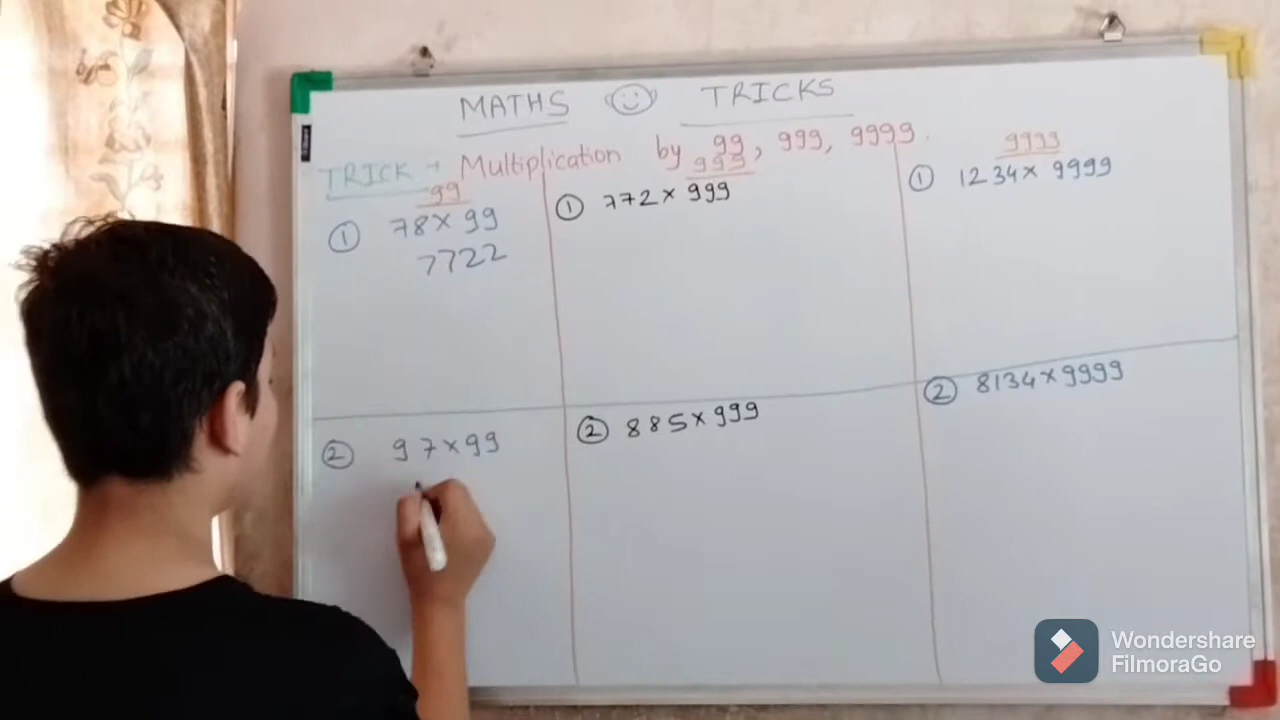 MATHS TRICKS
TRICK → Multiplication by 99, 999, 9999.
99
① 78 x 99
7722
② 97 x 99
999
① 772 x 999
② 885 x 999
9999
① 1234 x 9999
② 8134 x 9999
Wondershare
FilmoraGo